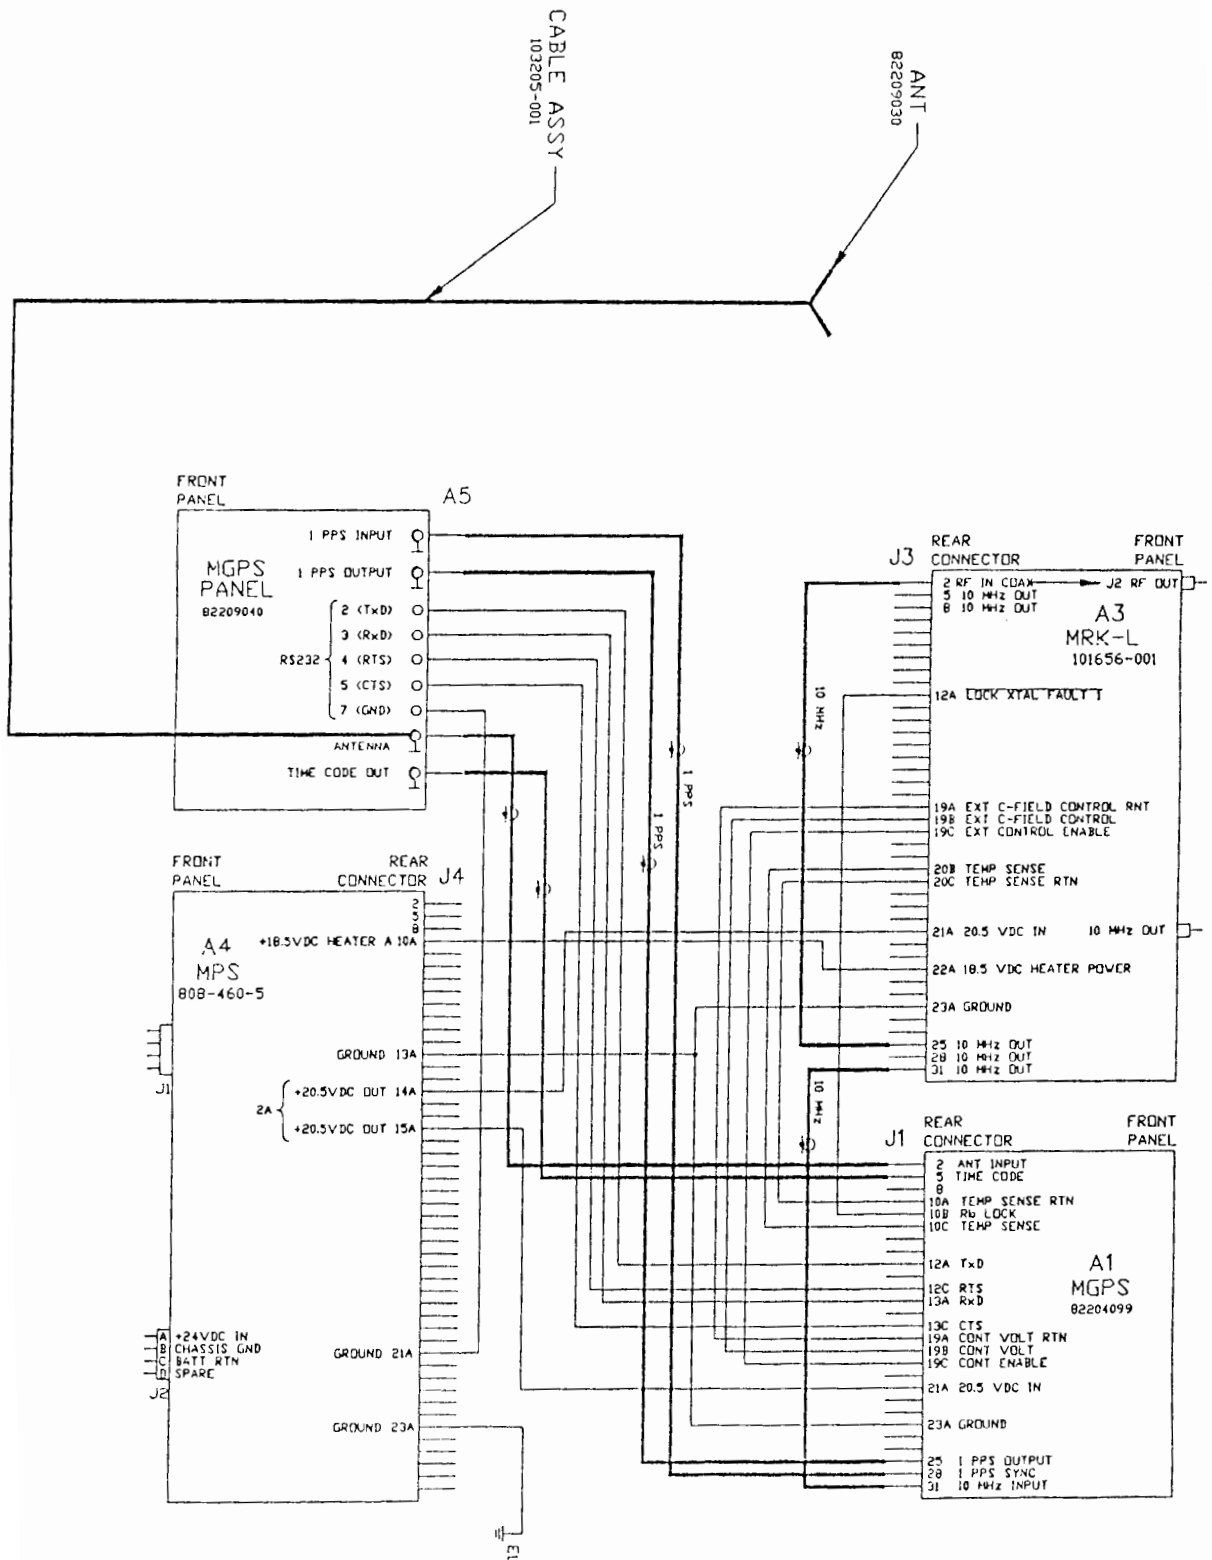 CABLE ASSY
103205-001
ANT
82209030
FRONT
PANEL
A5
1 PPS INPUT
1 PPS OUTPUT
MGPS
PANEL
82209040
2 (TxD)
3 (RxD)
RS232
4 (RTS)
5 (CTS)
7 (GND)
ANTENNA
TIME CODE OUT
1 PPS
1 PPS
10 MHz
J3
REAR
CONNECTOR
FRONT
PANEL
2 RF IN COAX
J2 RF OUT
5 10 MHz OUT
8 10 MHz OUT
A3
MRK-L
101656-001
12A LOCK XTAL FAULT
19A EXT C-FIELD CONTROL RNT
19B EXT C-FIELD CONTROL
19C EXT CONTROL ENABLE
20B TEMP SENSE
20C TEMP SENSE RTN
21A 20.5 VDC IN
10 MHz OUT
22A 18.5 VDC HEATER POWER
23A GROUND
25 10 MHz OUT
28 10 MHz OUT
31 10 MHz OUT
10 MHz
FRONT
PANEL
REAR
CONNECTOR
J4
2
5
8
+18.5VDC HEATER A 10A
A4
MPS
808-460-5
J1
GROUND 13A
2A
+20.5VDC OUT 14A
+20.5VDC OUT 15A
A +24VDC IN
B CHASSIS GND
C BATT RTN
D SPARE
J2
GROUND 21A
GROUND 23A
J1
REAR
CONNECTOR
FRONT
PANEL
2 ANT INPUT
5 TIME CODE
8
10A TEMP SENSE RTN
10B Rb LOCK
10C TEMP SENSE
12A TxD
A1
MGPS
82204099
12C RTS
13A RxD
13C CTS
19A CONT VOLT RTN
19B CONT VOLT
19C CONT ENABLE
21A 20.5 VDC IN
23A GROUND
25 1 PPS OUTPUT
28 1 PPS SYNC
31 10 MHz INPUT